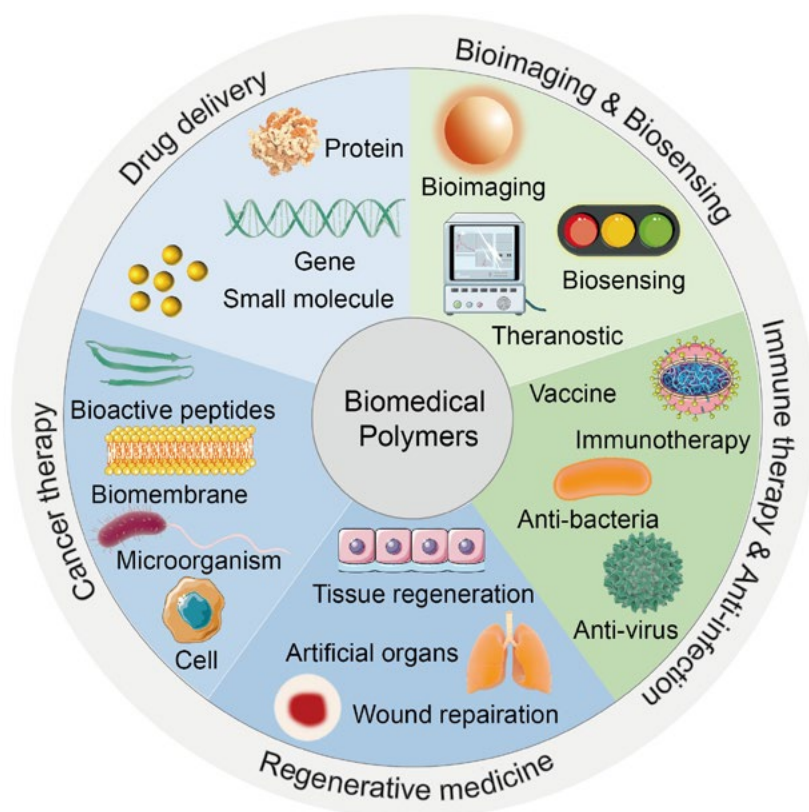 Drug delivery
Protein
Gene
Small molecule
Bioimaging & Biosensing
Bioimaging
Biosensing
Theranostic
Immune therapy & Anti-infection
Vaccine
Immunotherapy
Anti-bacteria
Anti-virus
Regenerative medicine
Tissue regeneration
Artificial organs
Wound repairation
Cancer therapy
Bioactive peptides
Biomembrane
Microorganism
Cell
Biomedical
Polymers